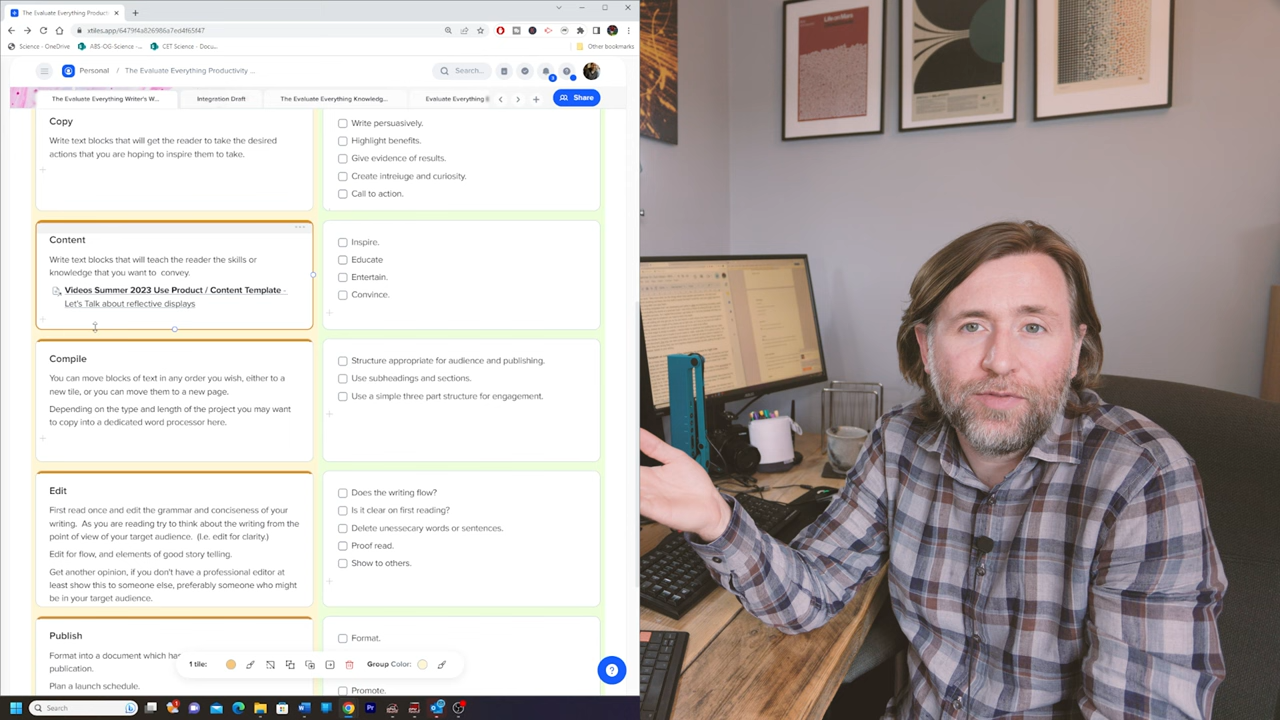 The Evaluate Everything Productivity
xtiles.app/6479f4a826986a7ed4f65f47
Science - OneDrive
ABS-OG-Science -...
CET Science - Docu...
Other bookmarks
Personal / The Evaluate Everything Productivity ...
Search...
The Evaluate Everything Writer's W...
Integration Draft
The Evaluate Everything Knowledg...
Evaluate Everything
Share
Copy
Write text blocks that will get the reader to take the desired
actions that you are hoping to inspire them to take.
Write persuasively.
Highlight benefits.
Give evidence of results.
Create intreiuge and curiosity.
Call to action.
Content
Write text blocks that will teach the reader the skills or
knowledge that you want to convey.
Videos Summer 2023 Use Product / Content Template -
Let's Talk about reflective displays
Inspire.
Educate
Entertain.
Convince.
Compile
You can move blocks of text in any order you wish, either to a
new tile, or you can move them to a new page.
Depending on the type and length of the project you may want
to copy into a dedicated word processor here.
Structure appropriate for audience and publishing.
Use subheadings and sections.
Use a simple three part structure for engagement.
Edit
First read once and edit the grammar and conciseness of your
writing. As you are reading try to think about the writing from the
point of view of your target audience. (I.e. edit for clarity.)
Edit for flow, and elements of good story telling.
Get another opinion, if you don't have a professional editor at
least show this to someone else, preferably someone who might
be in your target audience.
Does the writing flow?
Is it clear on first reading?
Delete unessecary words or sentences.
Proof read.
Show to others.
Publish
Format into a document which has
publication.
Plan a launch schedule.
Format.
Promote.
1 tile:
Group Color:
Search
Life on Mars